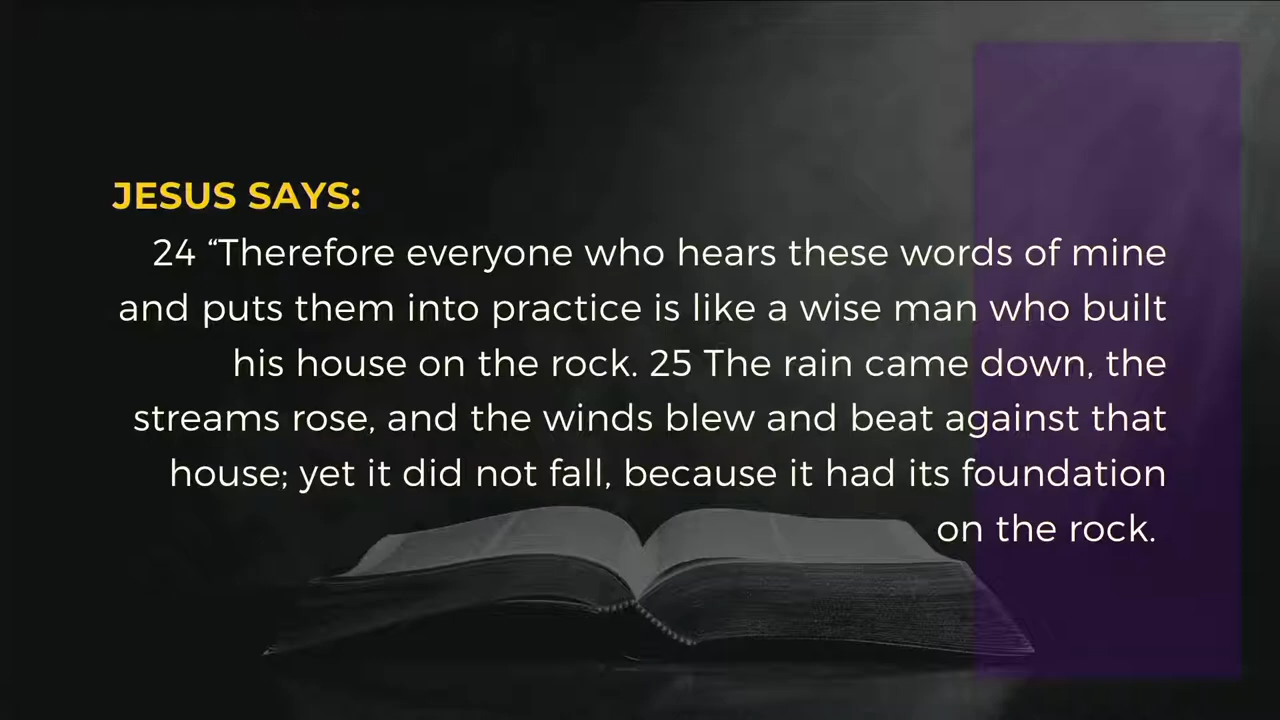 JESUS SAYS:
24 “Therefore everyone who hears these words of mine
and puts them into practice is like a wise man who built
his house on the rock. 25 The rain came down, the
streams rose, and the winds blew and beat against that
house; yet it did not fall, because it had its foundation
on the rock.